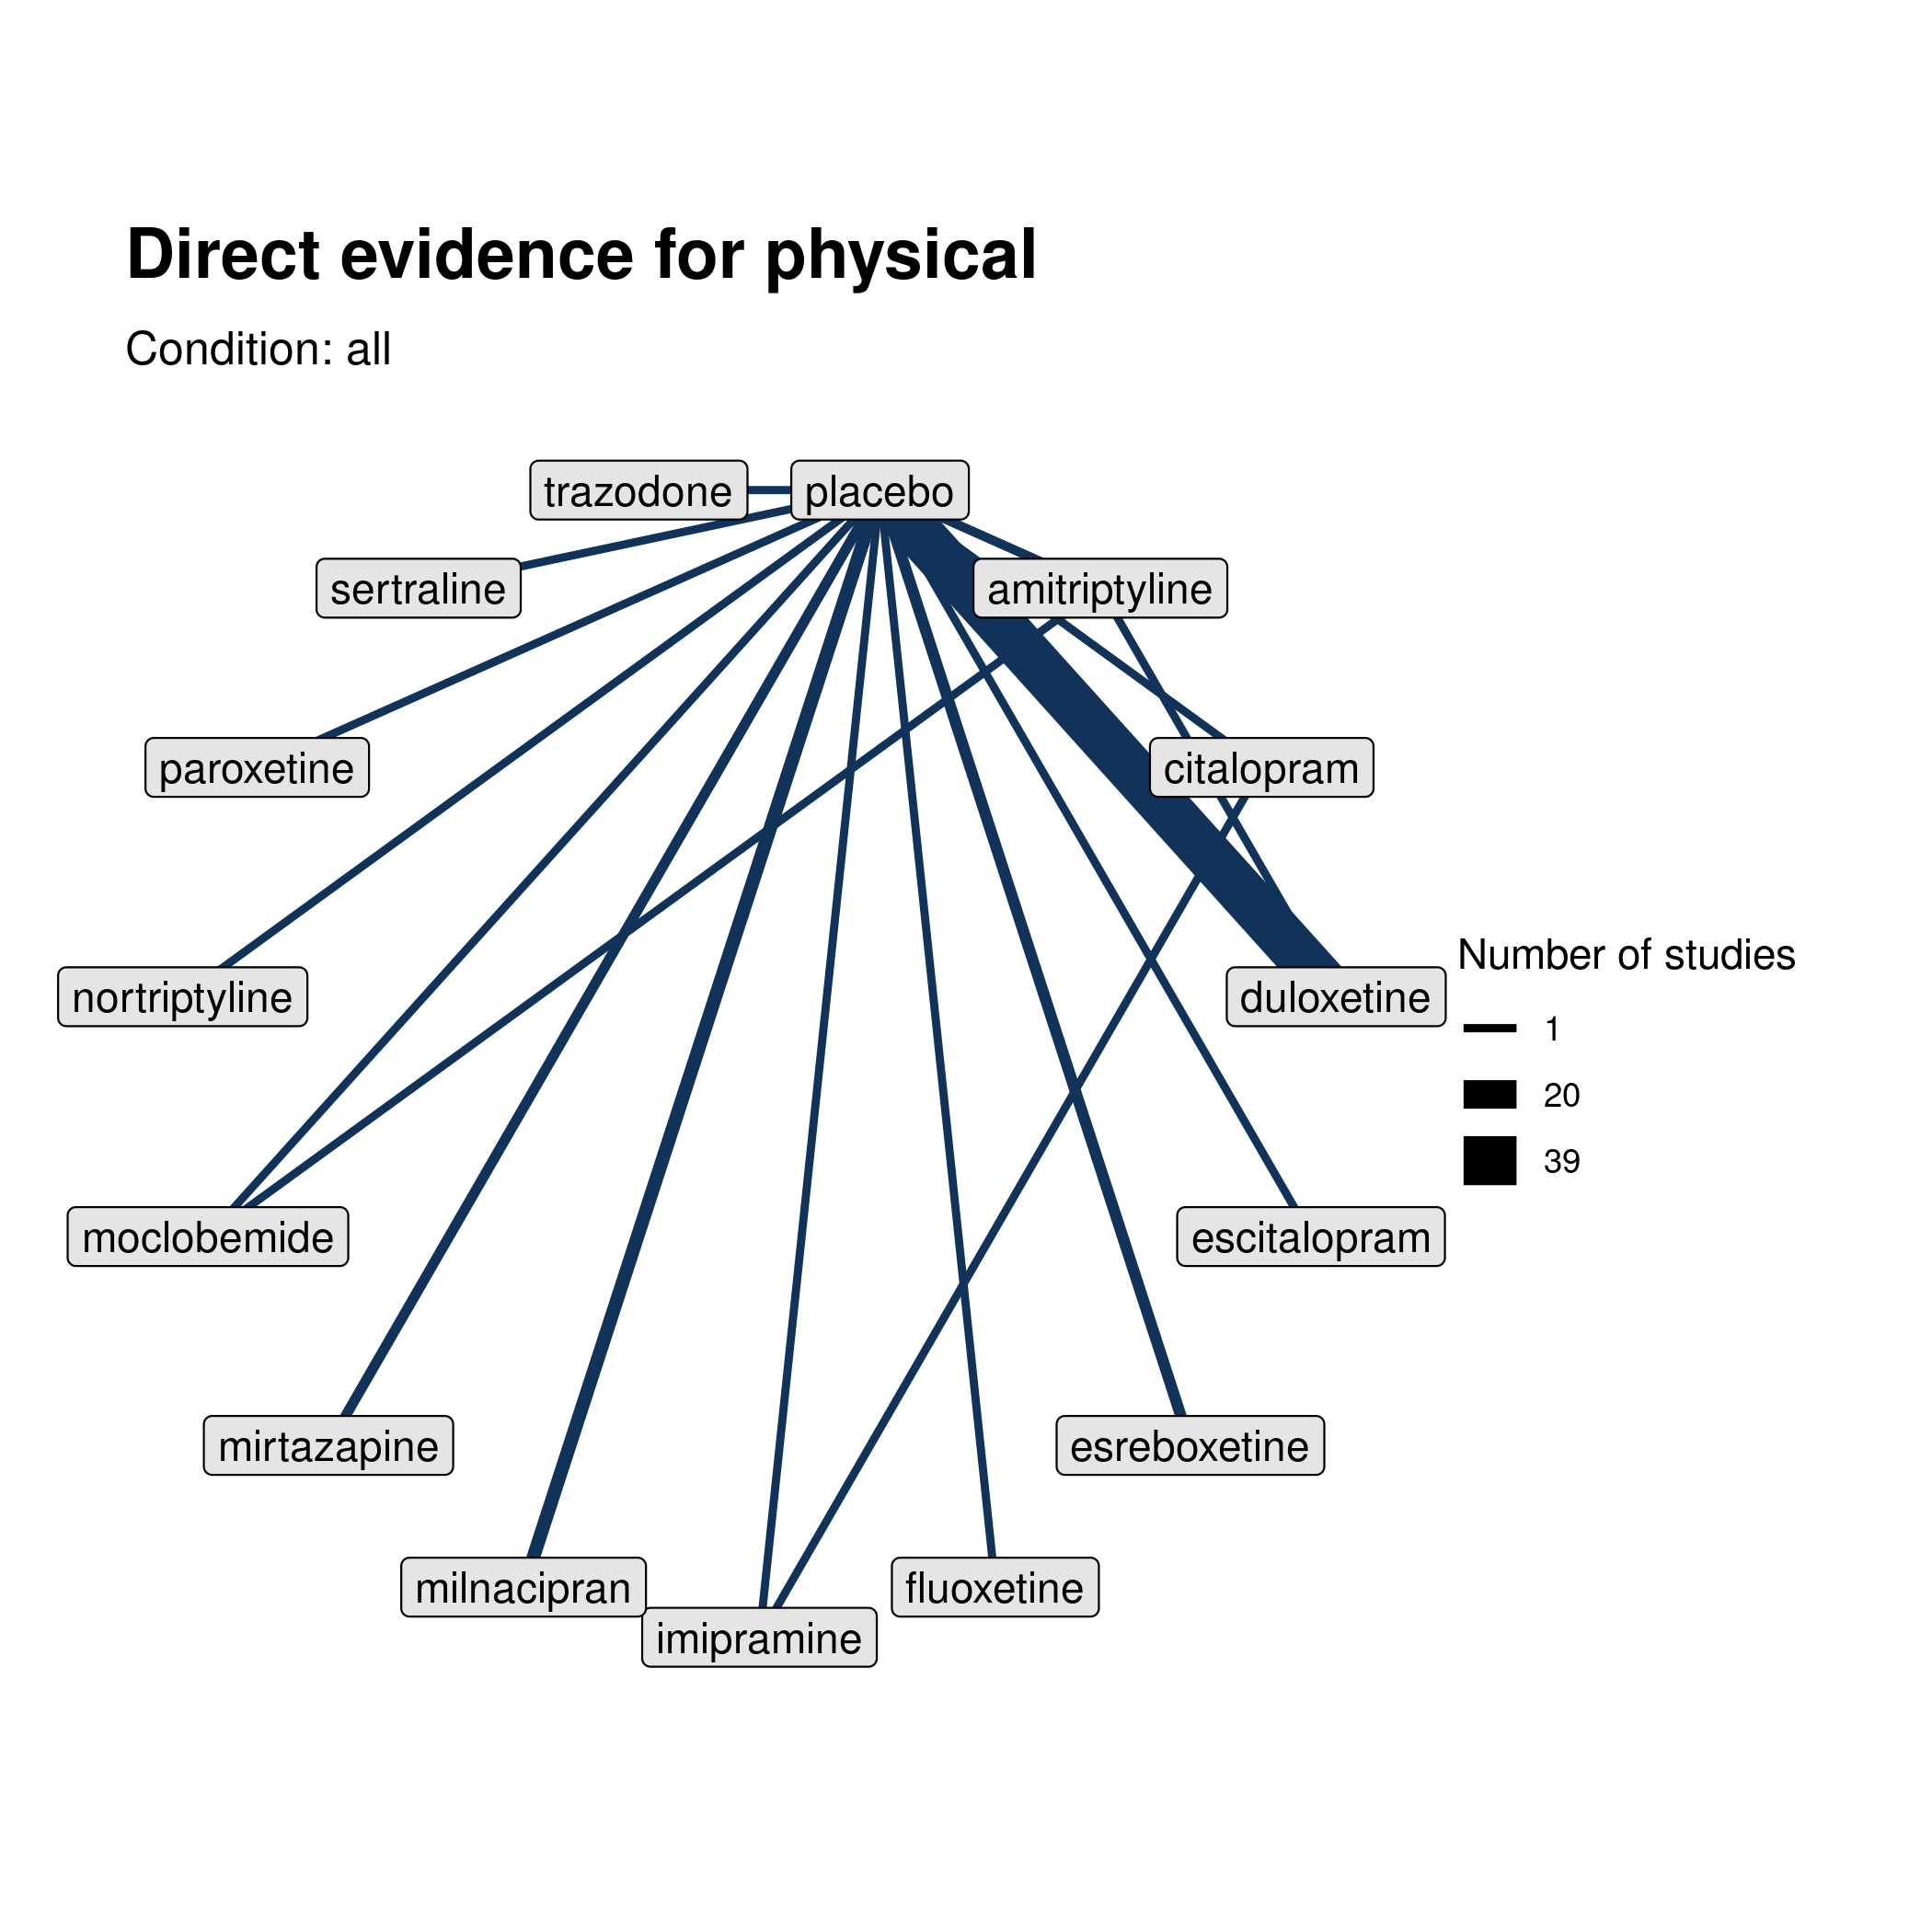 Direct evidence for physical
Condition: all
trazodone
placebo
sertraline
amitriptyline
paroxetine
citalopram
nortriptyline
duloxetine
moclobemide
escitalopram
mirtazapine
esreboxetine
milnacipran
fluoxetine
imipramine
Number of studies
1
20
39